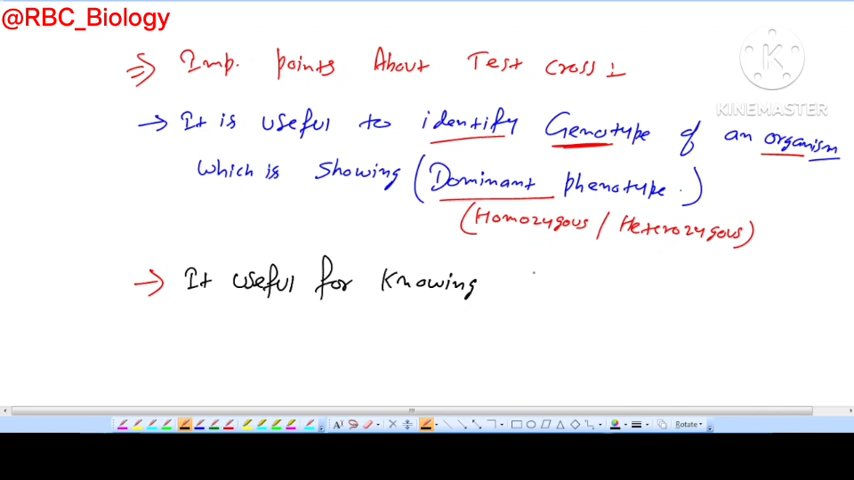 @RBC_Biology
⇒ Imp. points About Test cross :-
KINEMASTER
→ It is useful to identify Genotype of an organism
which is showing (Dominant phenotype.)
(Homozygous / Heterozygous)
→ It useful for Knowing
Rotate